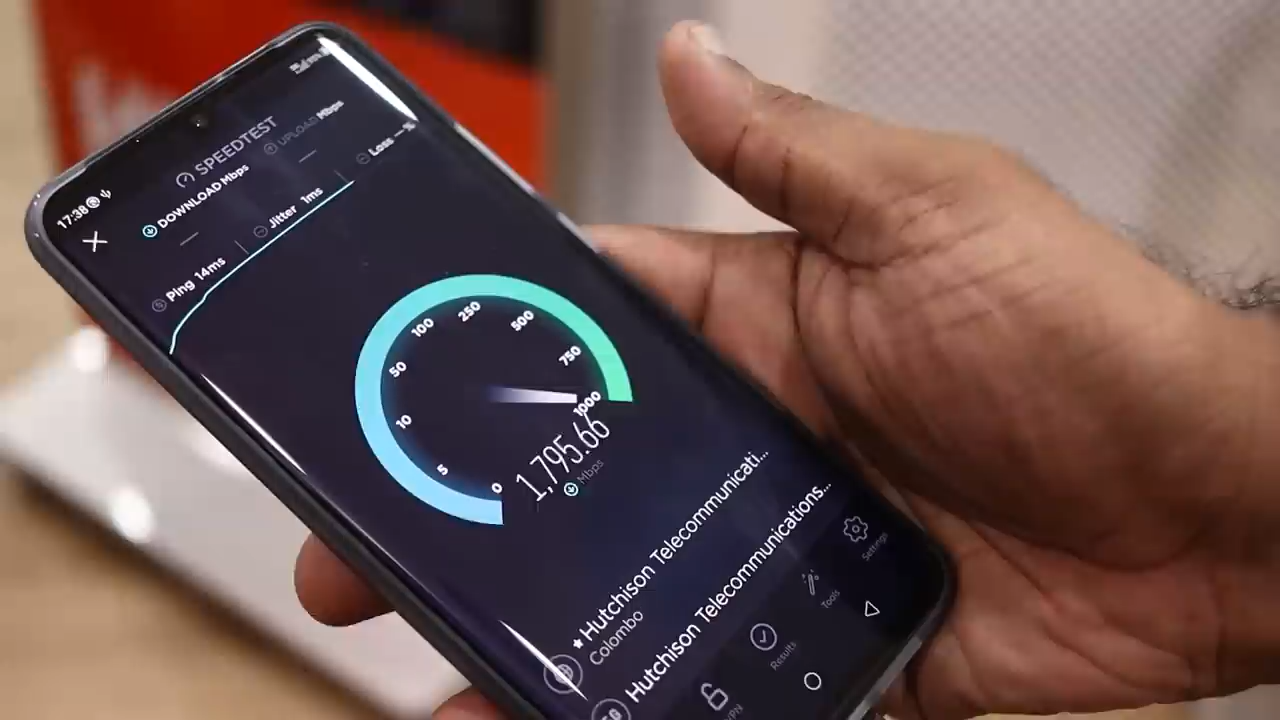 17:38
SPEEDTEST
DOWNLOAD Mbps
UPLOAD Mbps
Ping 14ms
Jitter 1ms
Loss —%
0
5
10
50
100
250
500
750
1000
1,795.66
Mbps
★ Hutchison Telecommunicati...
Colombo
Hutchison Telecommunications...
VPN
Results
Tools
Settings